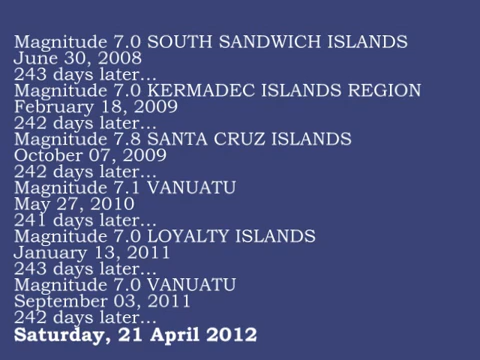 Magnitude 7.0 SOUTH SANDWICH ISLANDS
June 30, 2008
243 days later...
Magnitude 7.0 KERMADEC ISLANDS REGION
February 18, 2009
242 days later...
Magnitude 7.8 SANTA CRUZ ISLANDS
October 07, 2009
242 days later...
Magnitude 7.1 VANUATU
May 27, 2010
241 days later...
Magnitude 7.0 LOYALTY ISLANDS
January 13, 2011
243 days later...
Magnitude 7.0 VANUATU
September 03, 2011
242 days later...
Saturday, 21 April 2012